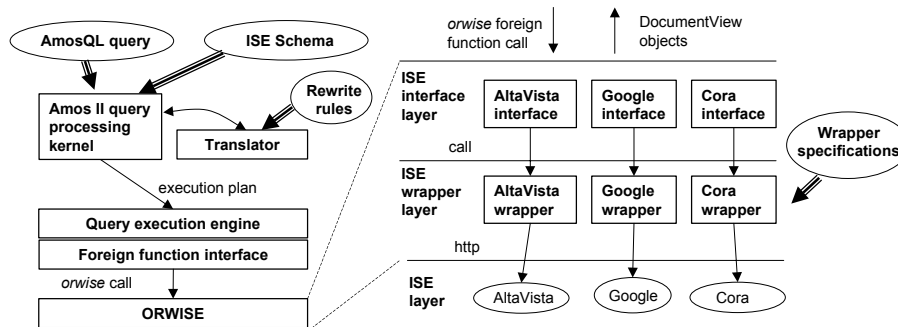 AmosQL query
ISE Schema
Rewrite
rules
Amos II query
processing
kernel
Translator
execution plan
Query execution engine
Foreign function interface
orwise call
ORWISE
orwise foreign
function call
DocumentView
objects
ISE
interface
layer
AltaVista
interface
Google
interface
Cora
interface
call
Wrapper
specifications
ISE
wrapper
layer
AltaVista
wrapper
Google
wrapper
Cora
wrapper
http
ISE
layer
AltaVista
Google
Cora